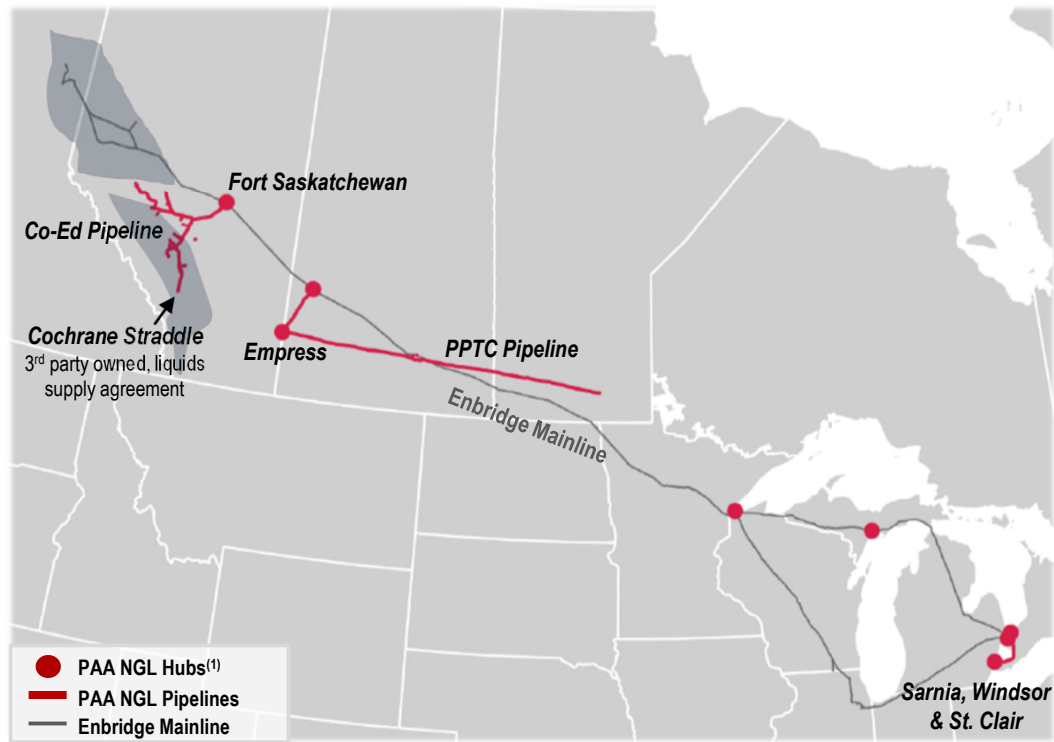 Fort Saskatchewan
Co-Ed Pipeline
Cochrane Straddle
3rd party owned, liquids
supply agreement
Empress
PPTC Pipeline
Enbridge Mainline
Sarnia, Windsor
& St. Clair
PAA NGL Hubs(1)
PAA NGL Pipelines
Enbridge Mainline